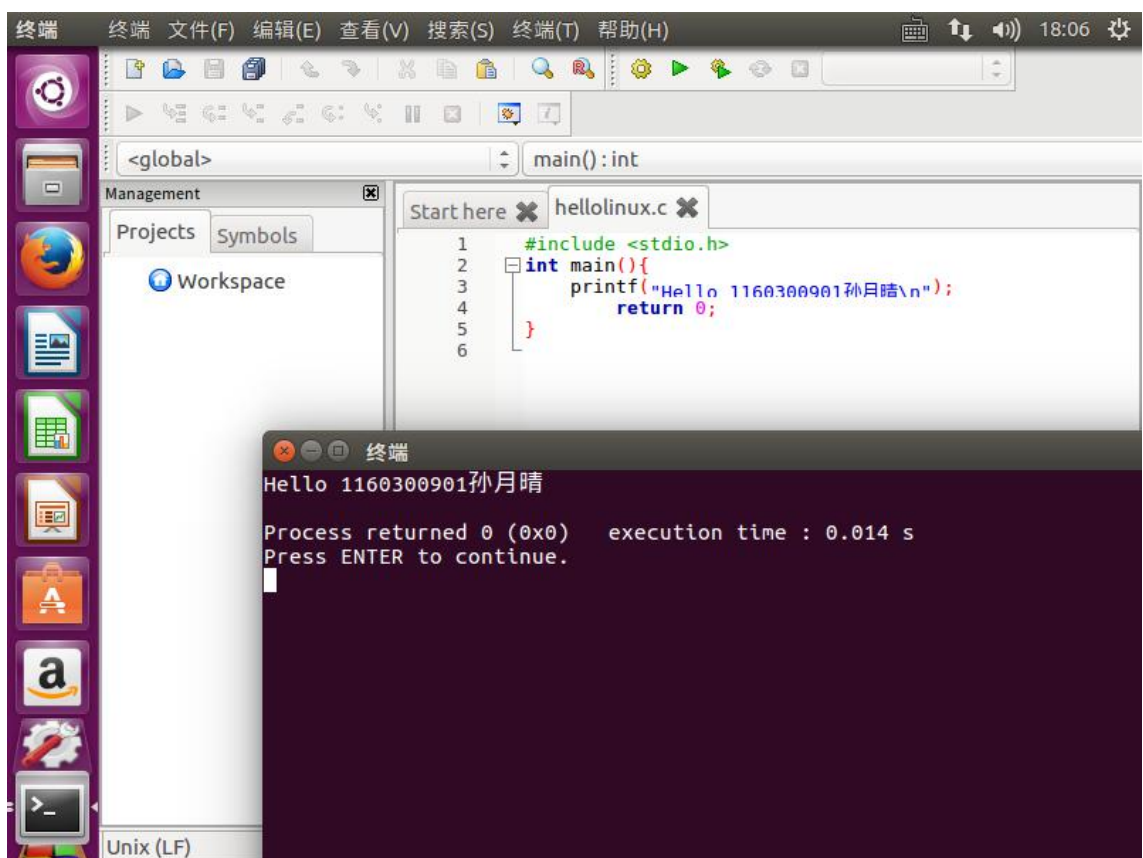 终端 终端 文件(F) 编辑(E) 查看(V) 搜索(S) 终端(T) 帮助(H) 18:06
<global> main() : int
Management
Projects Symbols
Workspace
Start here hellolinux.c
1 #include <stdio.h>
2 int main(){
3 printf("Hello 1160300901孙月晴\n");
4 return 0;
5 }
6
终端
Hello 1160300901孙月晴
Process returned 0 (0x0) execution time : 0.014 s
Press ENTER to continue.
Unix (LF)